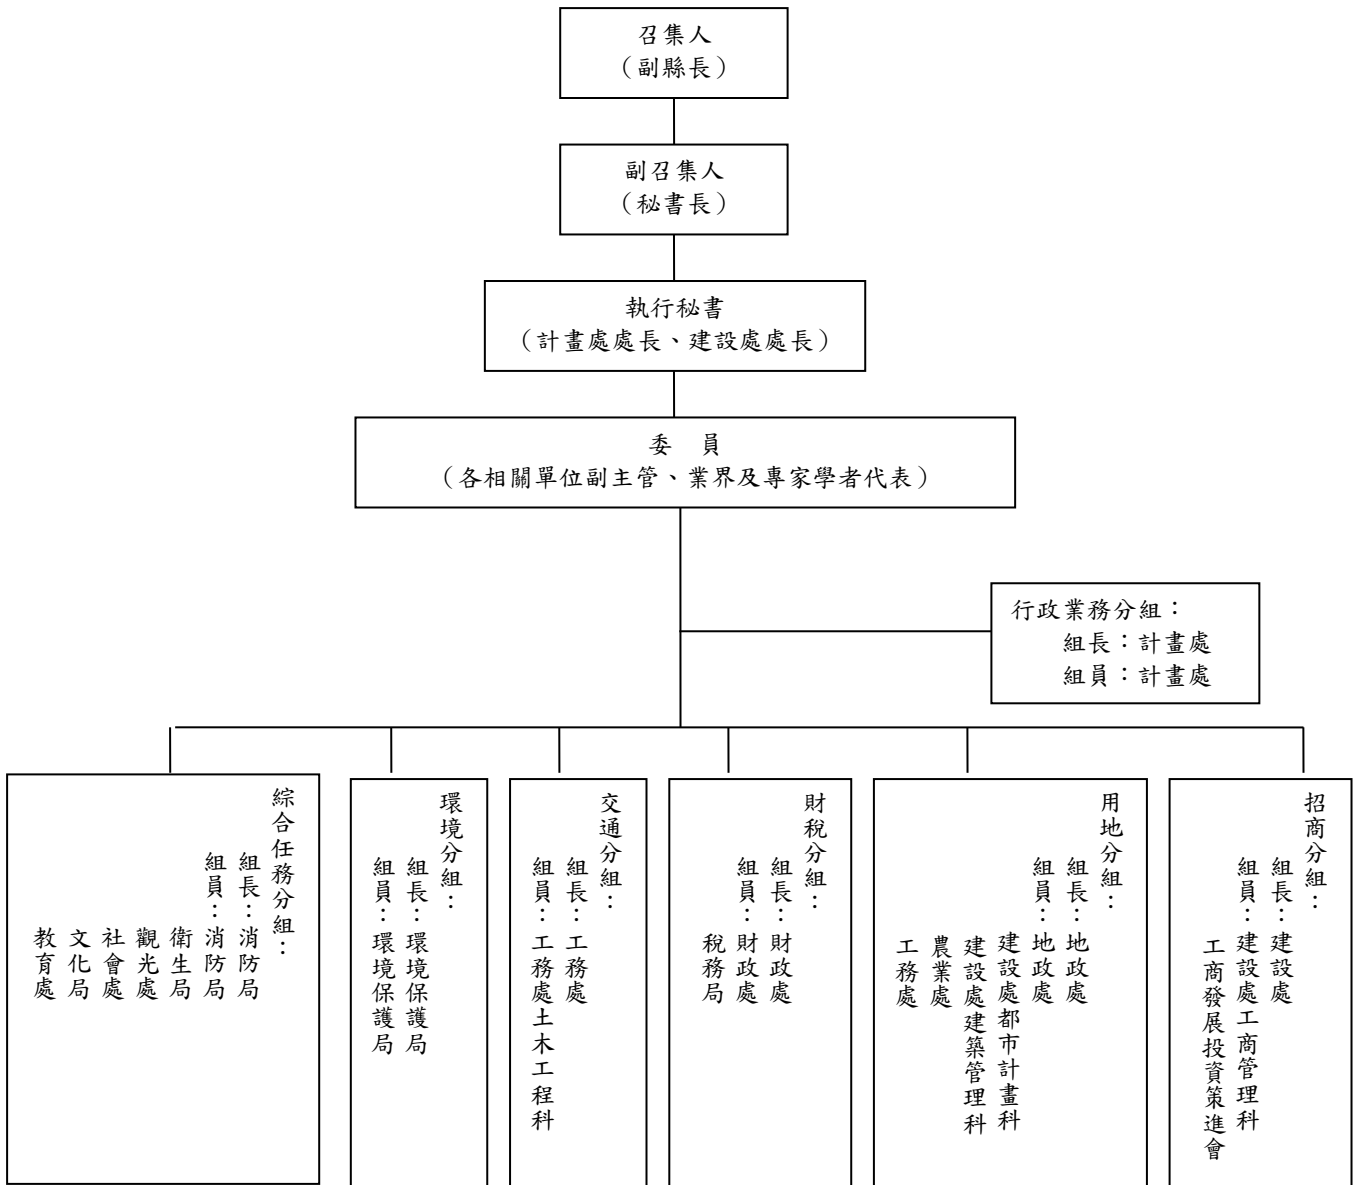 召集人
（副縣長）
副召集人
（秘書長）
執行秘書
（計畫處處長、建設處處長）
委　員
（各相關單位副主管、業界及專家學者代表）
行政業務分組：
組長：計畫處
組員：計畫處
招商分組：
組長：建設處
組員：建設處工商管理科
工商發展投資策進會
用地分組：
組長：地政處
組員：地政處
建設處都市計畫科
建設處建築管理科
農業處
工務處
財稅分組：
組長：財政處
組員：財政處
稅務局
交通分組：
組長：工務處
組員：工務處土木工程科
環境分組：
組長：環境保護局
組員：環境保護局
綜合任務分組：
組長：消防局
組員：消防局
衛生局
觀光處
社會處
文化局
教育處